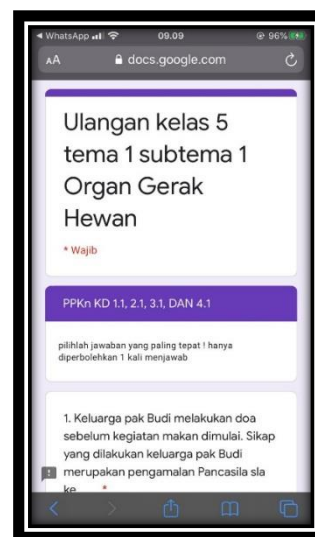 WhatsApp
09.09
96%
AA
docs.google.com
Ulangan kelas 5
tema 1 subtema 1
Organ Gerak
Hewan
* Wajib
PPKn KD 1.1, 2.1, 3.1, DAN 4.1
pilihlah jawaban yang paling tepat ! hanya
diperbolehkan 1 kali menjawab
1. Keluarga pak Budi melakukan doa
sebelum kegiatan makan dimulai. Sikap
yang dilakukan keluarga pak Budi
merupakan pengamalan Pancasila sla
ke.... *